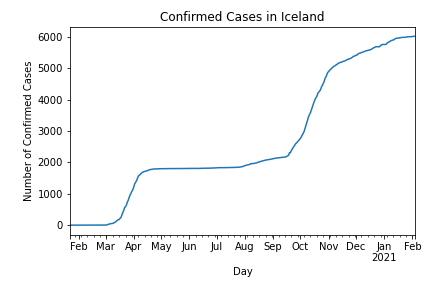 Confirmed Cases in Iceland
6000
5000
4000
3000
2000
1000
0
Number of Confirmed Cases
Feb Mar Apr May Jun Jul Aug Sep Oct Nov Dec Jan Feb
2021
Day